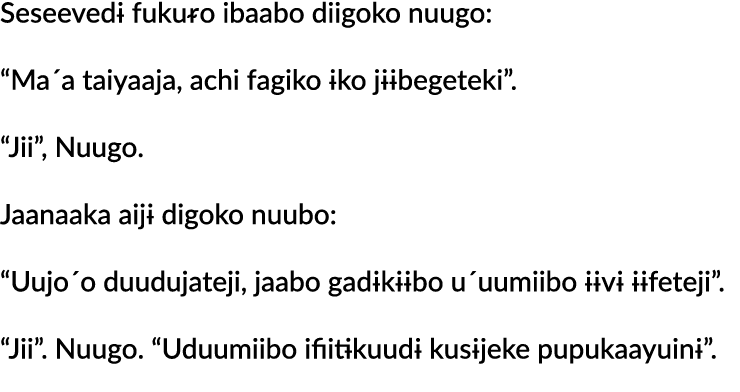 Seseevedɨ fukuɍo ibaabo diigoko nuugo:
“Ma´a taiyaaja, achi fagiko ɨko jɨɨbegeteki”.
“Jii”, Nuugo.
Jaanaaka aijɨ digoko nuubo:
“Uujo´o duudujateji, jaabo gadɨkɨɨbo u´uumiibo ɨɨvɨ ɨɨfeteji”.
“Jii”. Nuugo. “Uduumiibo ifiitɨkuudɨ kusɨjeke pupukaayuinɨ”.